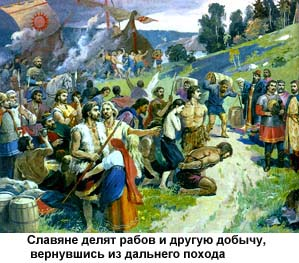 Славяне делят рабов и другую добычу,
вернувшись из дальнего похода